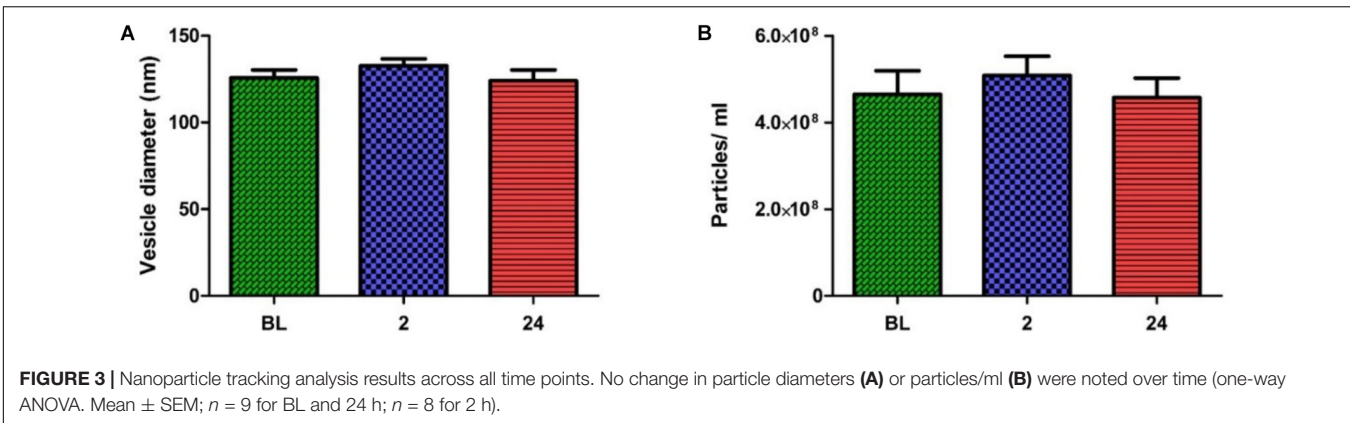 A
Vesicle diameter (nm)
150
100
50
0
BL 2 24
B
Particles/ ml
6.0×10⁸
4.0×10⁸
2.0×10⁸
0
BL 2 24
FIGURE 3 | Nanoparticle tracking analysis results across all time points. No change in particle diameters (A) or particles/ml (B) were noted over time (one-way
ANOVA. Mean ± SEM; n = 9 for BL and 24 h; n = 8 for 2 h).